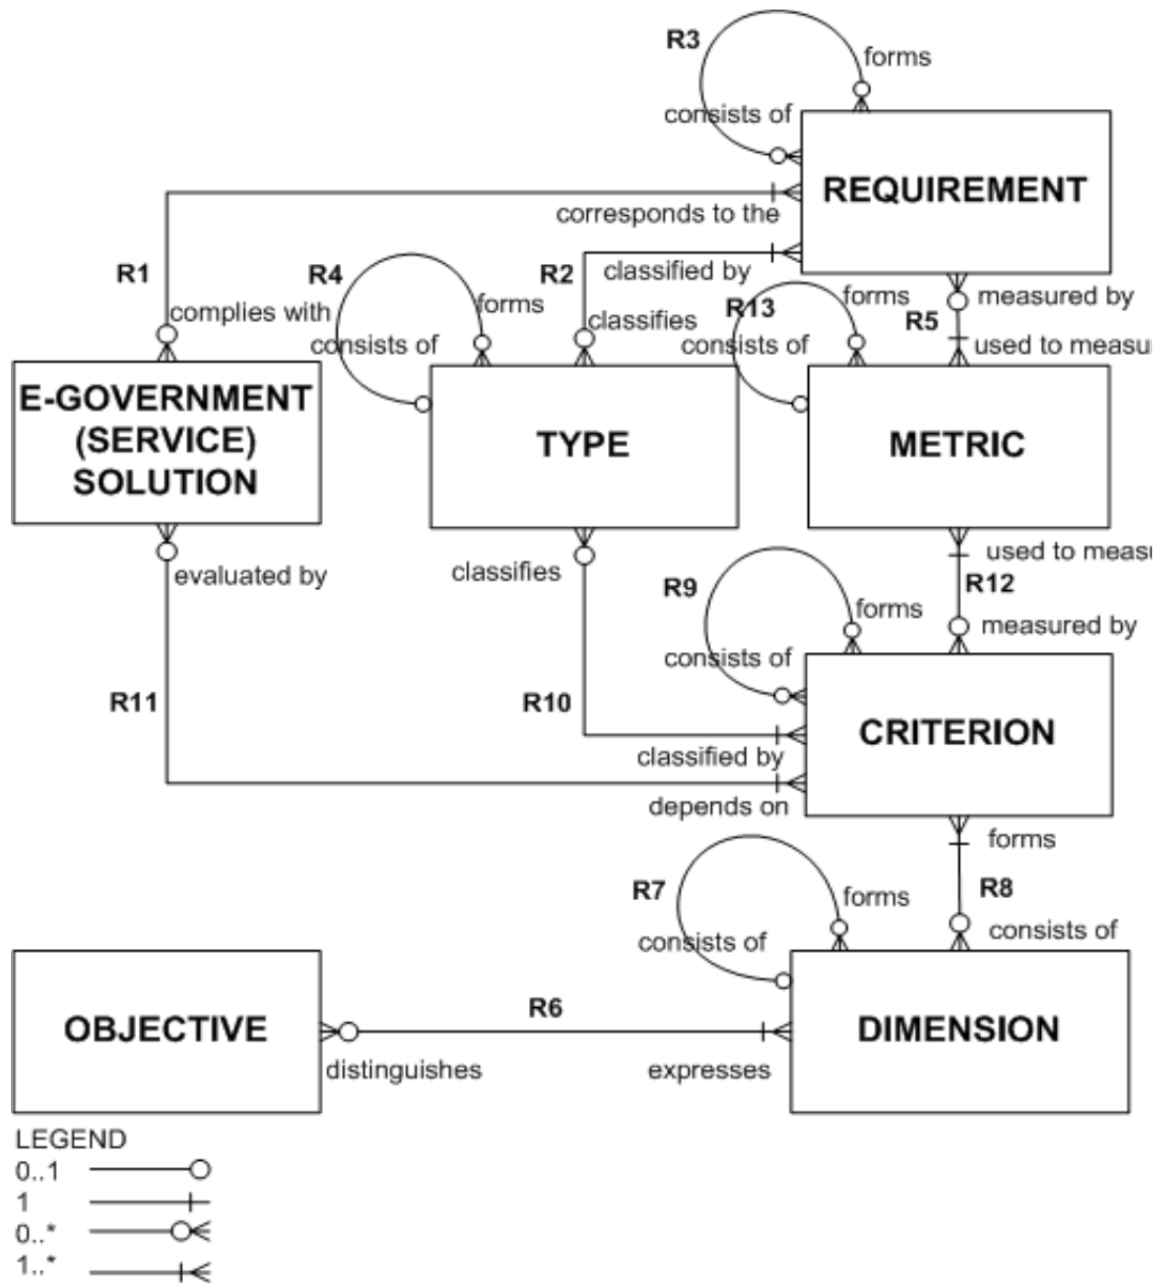 R3
forms
consists of
REQUIREMENT
corresponds to the
R1
R4
R2
classified by
forms
R13
forms
measured by
complies with
classifies
R5
consists of
consists of
used to measu
E-GOVERNMENT
(SERVICE)
SOLUTION
TYPE
METRIC
evaluated by
classifies
used to meas
R9
R12
forms
measured by
consists of
R11
R10
CRITERION
classified by
depends on
forms
R7
forms
R8
consists of
consists of
R6
OBJECTIVE
DIMENSION
distinguishes
expresses
LEGEND
0..1
1
0..*
1..*